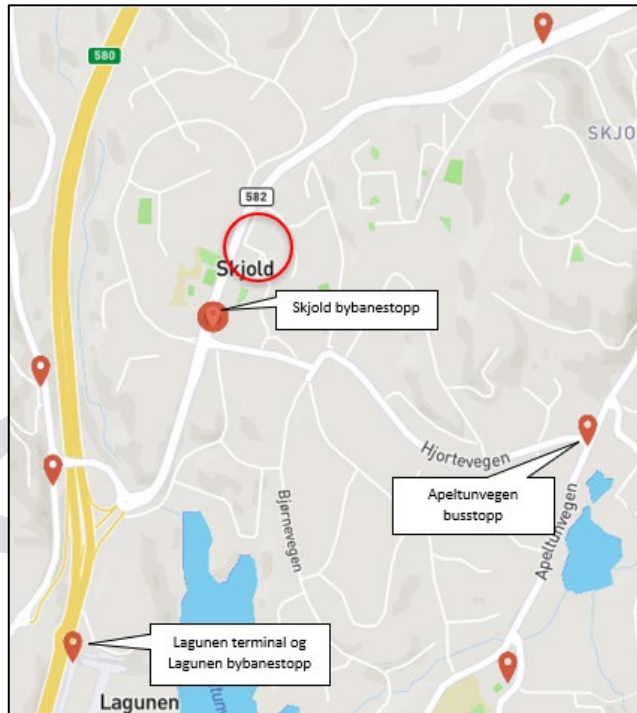 580
SKJO
582
Skjold
Skjold bybanestopp
Hjortevegen
Apeltunvegen
busstopp
Bjørnevegen
Apeltunvegen
Lagunen terminal og
Lagunen bybanestopp
Lagunen